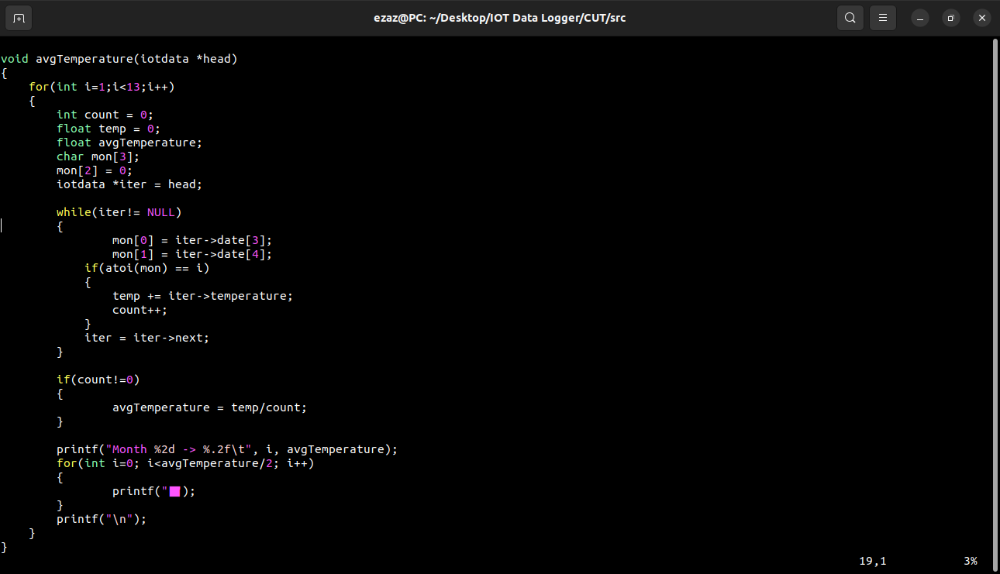 ezaz@PC: ~/Desktop/IOT Data Logger/CUT/src
void avgTemperature(iotdata *head)
{
    for(int i=1;i<13;i++)
    {
        int count = 0;
        float temp = 0;
        float avgTemperature;
        char mon[3];
        mon[2] = 0;
        iotdata *iter = head;
        while(iter!= NULL)
        {
                mon[0] = iter->date[3];
                mon[1] = iter->date[4];
            if(atoi(mon) == i)
            {
                temp += iter->temperature;
                count++;
            }
            iter = iter->next;
        }
        if(count!=0)
        {
                avgTemperature = temp/count;
        }
        printf("Month %2d -> %.2f\t", i, avgTemperature);
        for(int i=0; i<avgTemperature/2; i++)
        {
                printf("■");
        }
        printf("\n");
    }
}
19,1 3%